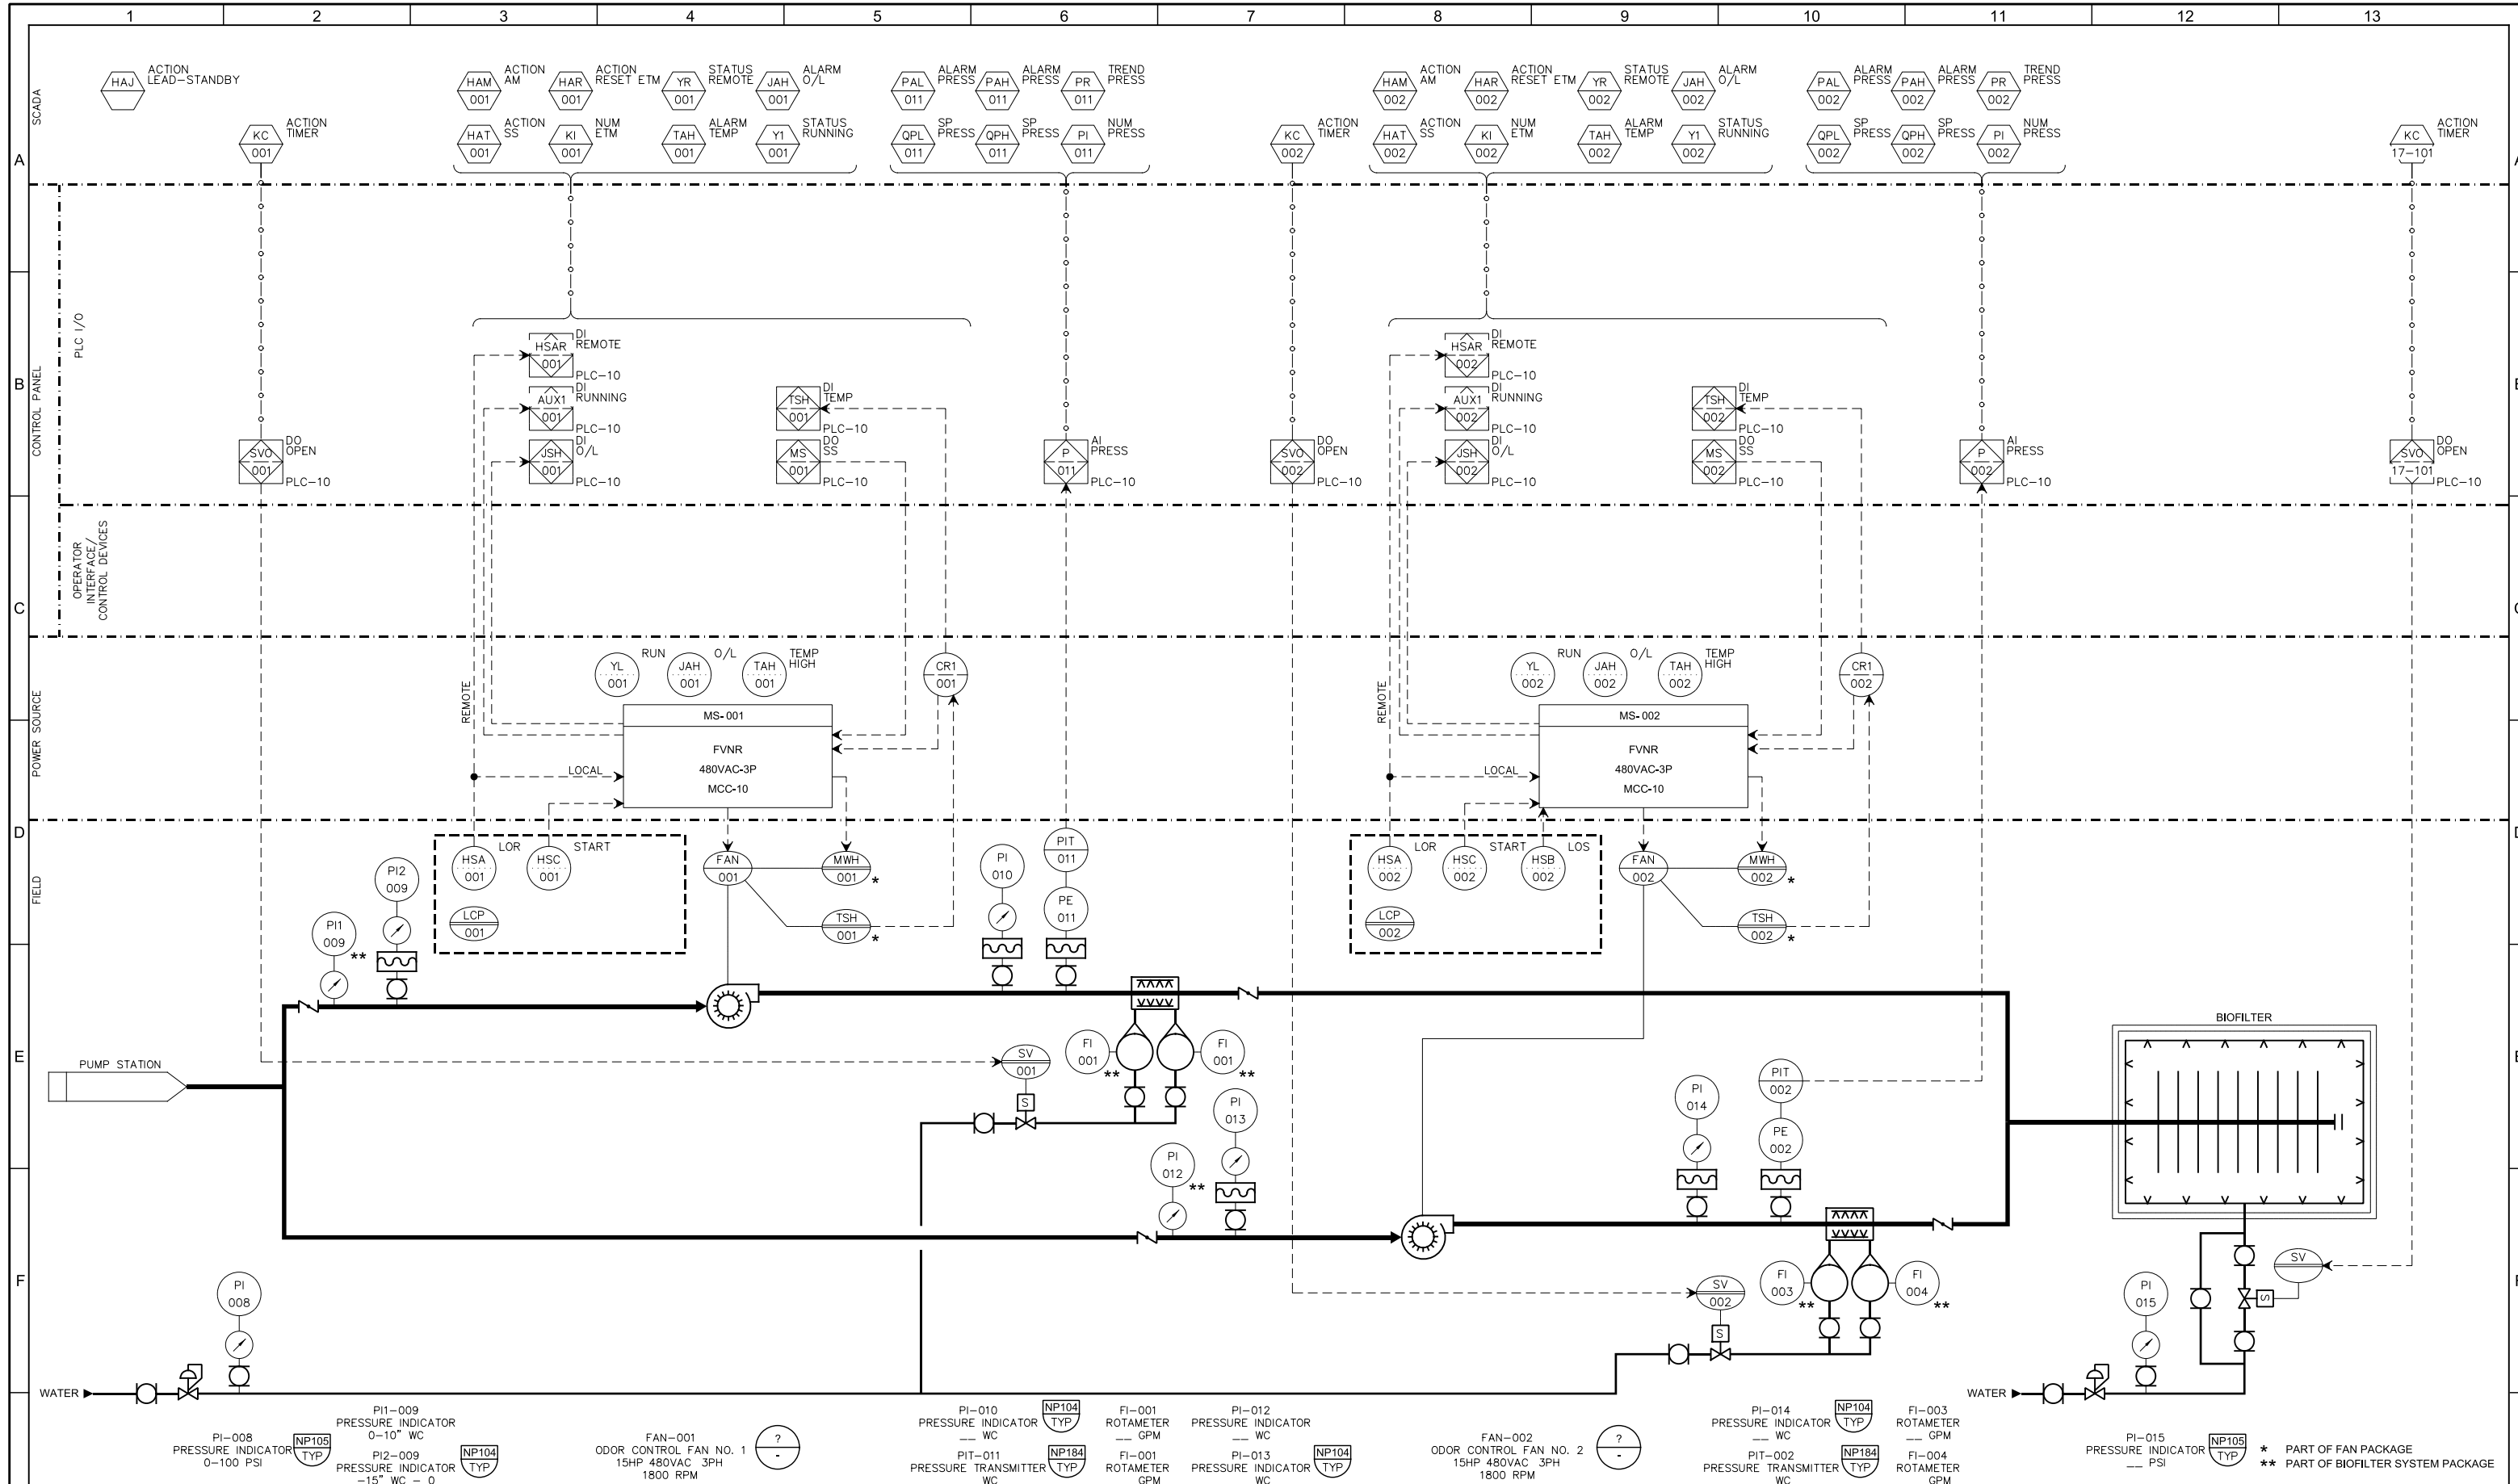 1 2 3 4 5 6 7 8 9 10 11 12 13
SCADA
HAJ
ACTION
LEAD-STANDBY
KC
001
ACTION
TIMER
HAM
001
ACTION
AM
HAR
001
ACTION
RESET ETM
YR
001
STATUS
REMOTE
JAH
001
ALARM
O/L
HAT
001
ACTION
SS
KI
001
NUM
ETM
TAH
001
ALARM
TEMP
Y1
001
STATUS
RUNNING
PAL
011
ALARM
PRESS
PAH
011
ALARM
PRESS
PR
011
TREND
PRESS
QPL
011
SP
PRESS
QPH
011
SP
PRESS
PI
011
NUM
PRESS
KC
002
ACTION
TIMER
HAM
002
ACTION
AM
HAR
002
ACTION
RESET ETM
YR
002
STATUS
REMOTE
JAH
002
ALARM
O/L
HAT
002
ACTION
SS
KI
002
NUM
ETM
TAH
002
ALARM
TEMP
Y1
002
STATUS
RUNNING
PAL
002
ALARM
PRESS
PAH
002
ALARM
PRESS
PR
002
TREND
PRESS
QPL
002
SP
PRESS
QPH
002
SP
PRESS
PI
002
NUM
PRESS
KC
17-101
ACTION
TIMER
A
CONTROL PANEL
PLC I/O
B
SVO
001
DO
OPEN
PLC-10
HSAR
001
DI
REMOTE
PLC-10
AUX1
001
DI
RUNNING
PLC-10
JSH
001
DI
O/L
PLC-10
TSH
001
DI
TEMP
PLC-10
MS
001
DO
SS
PLC-10
P
011
AI
PRESS
PLC-10
SVO
002
DO
OPEN
PLC-10
HSAR
002
DI
REMOTE
PLC-10
AUX1
002
DI
RUNNING
PLC-10
JSH
002
DI
O/L
PLC-10
TSH
002
DI
TEMP
PLC-10
MS
002
DO
SS
PLC-10
P
002
AI
PRESS
PLC-10
SVO
17-101
DO
OPEN
PLC-10
OPERATOR
INTERFACE/
CONTROL DEVICES
C
POWER SOURCE
REMOTE
YL
001
RUN
JAH
001
O/L
TAH
001
TEMP
HIGH
CR1
001
MS-001
FVNR
480VAC-3P
MCC-10
LOCAL
REMOTE
YL
002
RUN
JAH
002
O/L
TAH
002
TEMP
HIGH
CR1
002
MS-002
FVNR
480VAC-3P
MCC-10
LOCAL
D
FIELD
PI1
009
**
PI2
009
HSA
001
LOR
HSC
001
START
LCP
001
FAN
001
MWH
001
*
TSH
001
*
PI
010
PIT
011
PE
011
HSA
002
LOR
HSC
002
START
HSB
002
LOS
LCP
002
FAN
002
MWH
002
*
TSH
002
*
E
PUMP STATION
SV
001
S
FI
001
**
FI
001
**
PI
013
PI
012
**
PI
014
PIT
002
PE
002
BIOFILTER
F
PI
008
SV
002
S
FI
003
**
FI
004
**
PI
015
SV
S
WATER
WATER
PI-008
PRESSURE INDICATOR
0-100 PSI
NP105
TYP
PI1-009
PRESSURE INDICATOR
0-10" WC
PI2-009
PRESSURE INDICATOR
-15" WC - 0
NP104
TYP
FAN-001
ODOR CONTROL FAN NO. 1
15HP 480VAC 3PH
1800 RPM
?
-
PI-010
PRESSURE INDICATOR
__ WC
NP104
TYP
PIT-011
PRESSURE TRANSMITTER
WC
NP184
TYP
FI-001
ROTAMETER
__ GPM
FI-001
ROTAMETER
GPM
PI-012
PRESSURE INDICATOR
__ WC
PI-013
PRESSURE INDICATOR
WC
NP104
TYP
FAN-002
ODOR CONTROL FAN NO. 2
15HP 480VAC 3PH
1800 RPM
?
-
PI-014
PRESSURE INDICATOR
__ WC
NP104
TYP
PIT-002
PRESSURE TRANSMITTER
WC
NP184
TYP
FI-003
ROTAMETER
__ GPM
FI-004
ROTAMETER
GPM
PI-015
PRESSURE INDICATOR
__ PSI
NP105
TYP
* PART OF FAN PACKAGE
** PART OF BIOFILTER SYSTEM PACKAGE